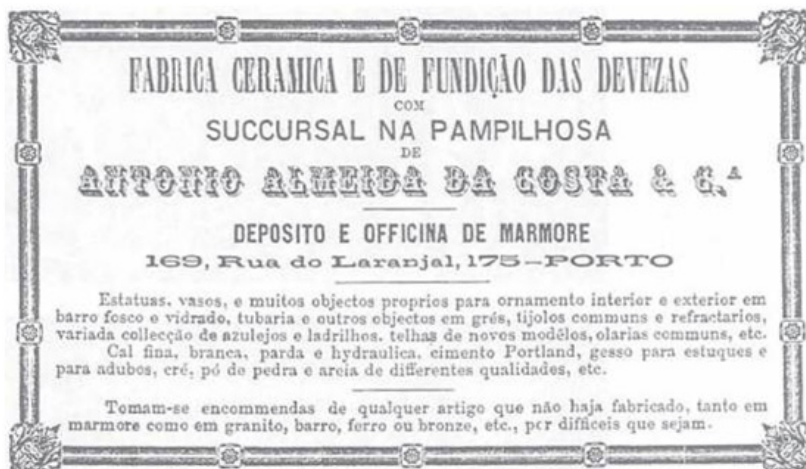 FABRICA CERAMICA E DE FUNDIÇÃO DAS DEVEZAS
COM
SUCCURSAL NA PAMPILHOSA
DE
ANTONIO ALMEIDA DA COSTA & C.ª
DEPOSITO E OFFICINA DE MARMORE
169, Rua do Laranjal, 175—PORTO
Estatuas, vasos, e muitos objectos proprios para ornamento interior e exterior em
barro fosco e vidrado, tubaria e outros objectos em grés, tijolos communs e refractarios,
variada collecção de azulejos e ladrilhos, telhas de novos modêlos, olarias communs, etc.
Cal fina, branca, parda e hydraulica, cimento Portland, gesso para estuques e
para adubos, cré, pó de pedra e areia de differentes qualidades, etc.
Tomam-se encommendas de qualquer artigo que não haja fabricado, tanto em
marmore como em granito, barro, ferro ou bronze, etc., por difficeis que sejam.